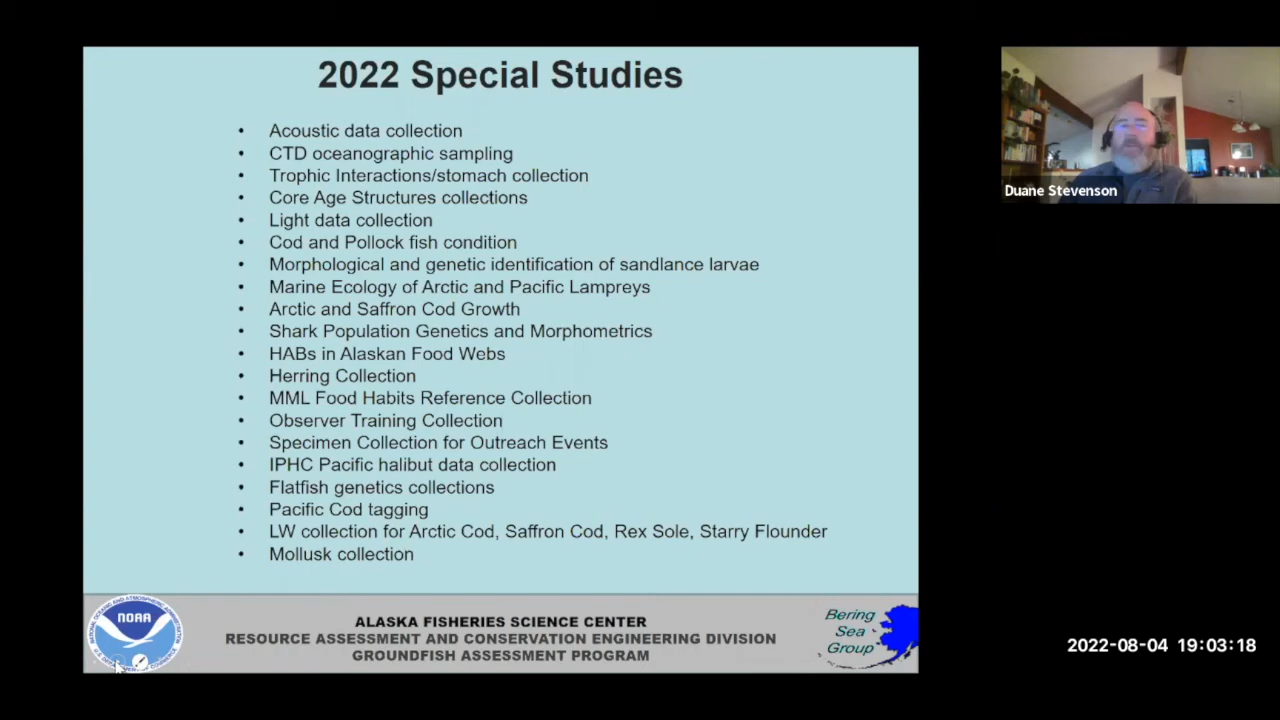 2022 Special Studies
• Acoustic data collection
• CTD oceanographic sampling
• Trophic Interactions/stomach collection
• Core Age Structures collections
• Light data collection
• Cod and Pollock fish condition
• Morphological and genetic identification of sandlance larvae
• Marine Ecology of Arctic and Pacific Lampreys
• Arctic and Saffron Cod Growth
• Shark Population Genetics and Morphometrics
• HABs in Alaskan Food Webs
• Herring Collection
• MML Food Habits Reference Collection
• Observer Training Collection
• Specimen Collection for Outreach Events
• IPHC Pacific halibut data collection
• Flatfish genetics collections
• Pacific Cod tagging
• LW collection for Arctic Cod, Saffron Cod, Rex Sole, Starry Flounder
• Mollusk collection
NOAA
ALASKA FISHERIES SCIENCE CENTER
RESOURCE ASSESSMENT AND CONSERVATION ENGINEERING DIVISION
GROUNDFISH ASSESSMENT PROGRAM
Bering
Sea
Group
Duane Stevenson
2022-08-04 19:03:18